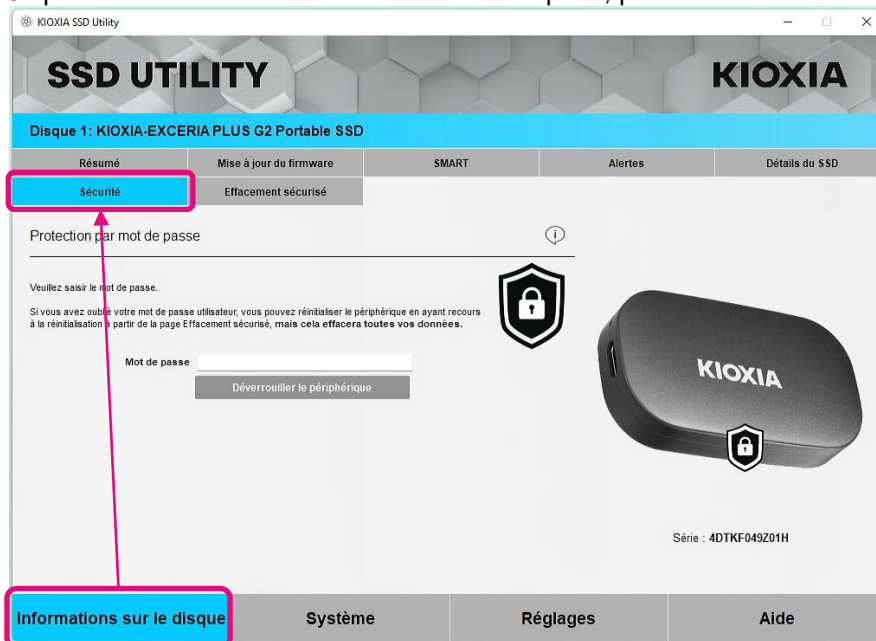 KIOXIA SSD Utility
SSD UTILITY
KIOXIA
Disque 1: KIOXIA-EXCERIA PLUS G2 Portable SSD
Résumé
Mise à jour du firmware
SMART
Alertes
Détails du SSD
Sécurité
Effacement sécurisé
Protection par mot de passe
Veuillez saisir le mot de passe.
Si vous avez oublié votre mot de passe utilisateur, vous pouvez réinitialiser le périphérique en ayant recours
à la réinitialisation à partir de la page Effacement sécurisé, mais cela effacera toutes vos données.
Mot de passe
Déverrouiller le périphérique
KIOXIA
Série : 4DTKF049Z01H
Informations sur le disque
Système
Réglages
Aide